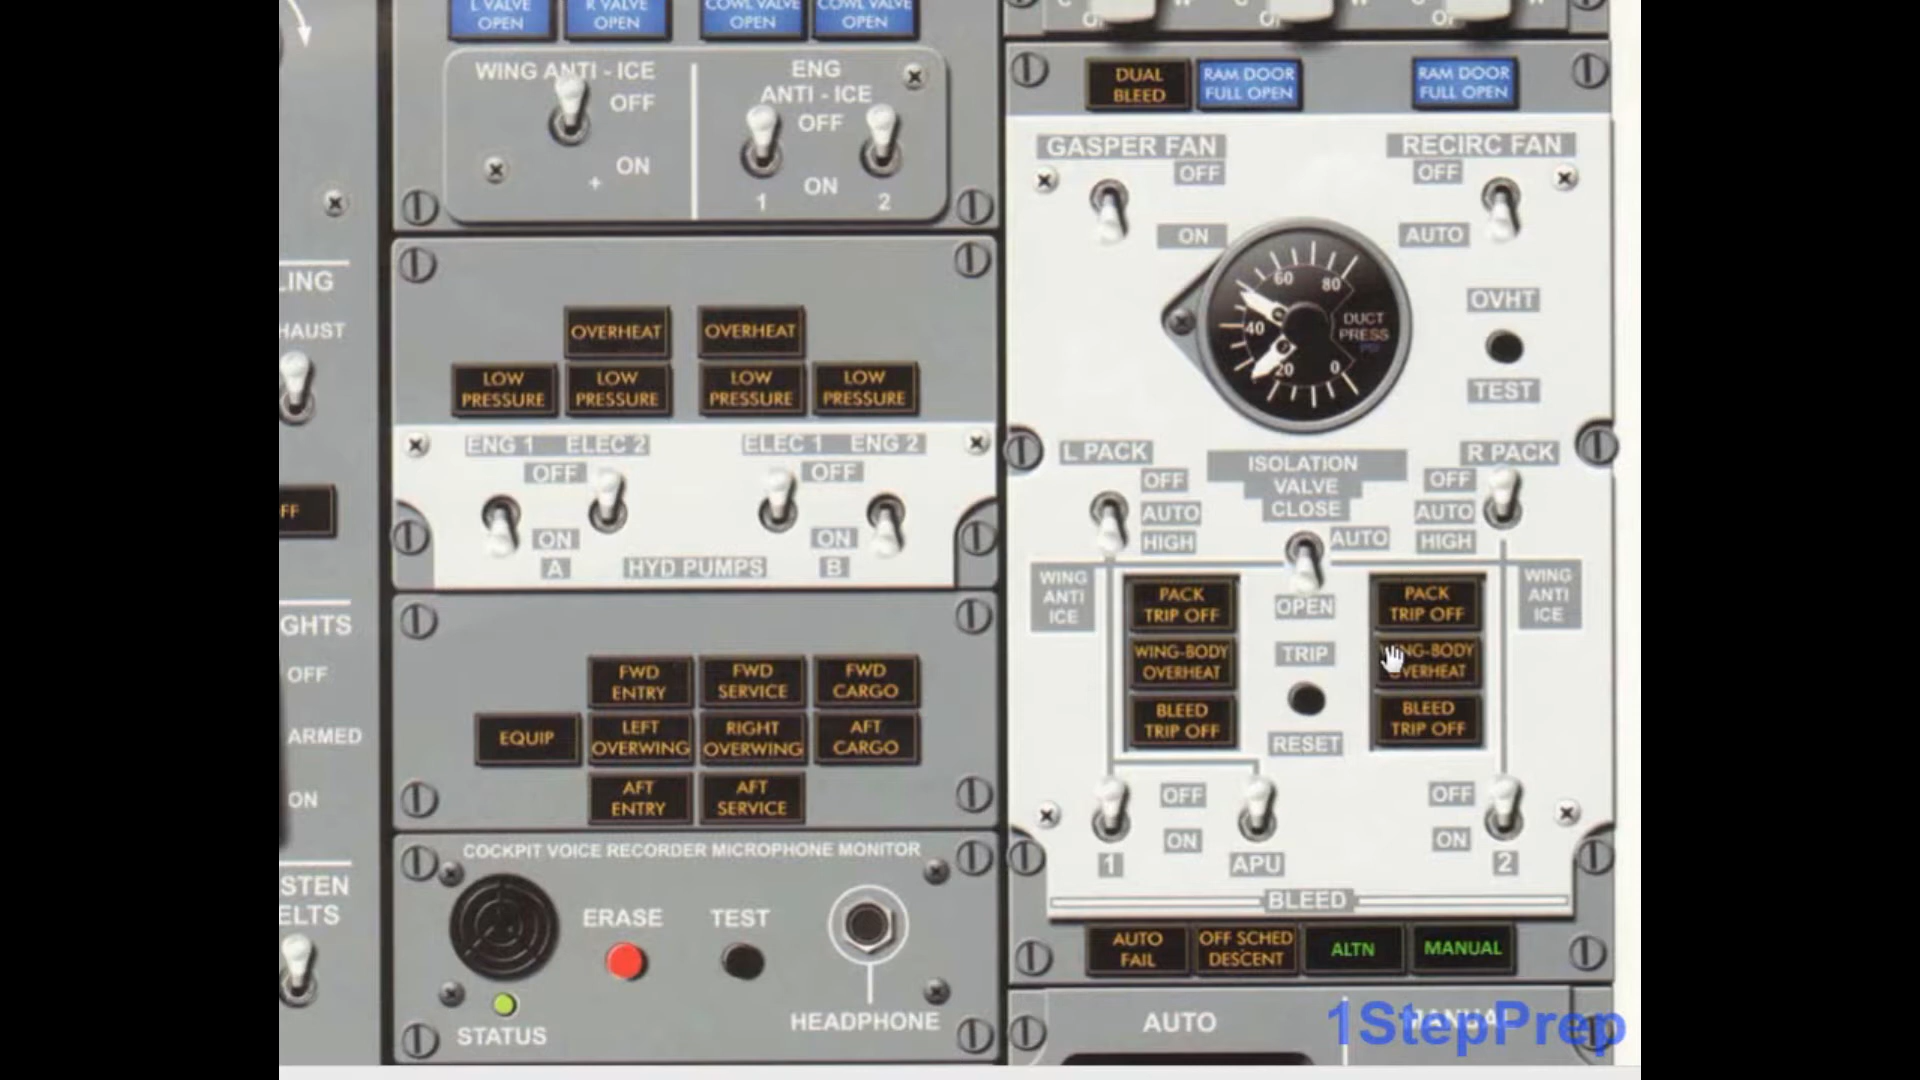 L VALVE
OPEN
R VALVE
OPEN
COWL VALVE
OPEN
COWL VALVE
OPEN
WING ANTI - ICE
OFF
ON
+
ENG
ANTI - ICE
OFF
ON
1
2
OVERHEAT
OVERHEAT
LOW
PRESSURE
LOW
PRESSURE
LOW
PRESSURE
LOW
PRESSURE
ENG 1
ELEC 2
ELEC 1
ENG 2
OFF
OFF
ON
ON
A
HYD PUMPS
B
FWD
ENTRY
FWD
SERVICE
FWD
CARGO
EQUIP
LEFT
OVERWING
RIGHT
OVERWING
AFT
CARGO
AFT
ENTRY
AFT
SERVICE
COCKPIT VOICE RECORDER MICROPHONE MONITOR
ERASE
TEST
STATUS
HEADPHONE
LING
HAUST
FF
GHTS
OFF
ARMED
ON
STEN
ELTS
DUAL
BLEED
RAM DOOR
FULL OPEN
RAM DOOR
FULL OPEN
GASPER FAN
OFF
ON
RECIRC FAN
OFF
AUTO
60
80
40
20
0
DUCT
PRESS
PSI
OVHT
TEST
L PACK
OFF
AUTO
HIGH
ISOLATION
VALVE
CLOSE
AUTO
OPEN
R PACK
OFF
AUTO
HIGH
WING
ANTI
ICE
WING
ANTI
ICE
PACK
TRIP OFF
WING-BODY
OVERHEAT
BLEED
TRIP OFF
TRIP
RESET
PACK
TRIP OFF
WING-BODY
OVERHEAT
BLEED
TRIP OFF
OFF
ON
OFF
ON
1
APU
2
BLEED
AUTO
FAIL
OFF SCHED
DESCENT
ALTN
MANUAL
AUTO
MANUAL
1StepPrep